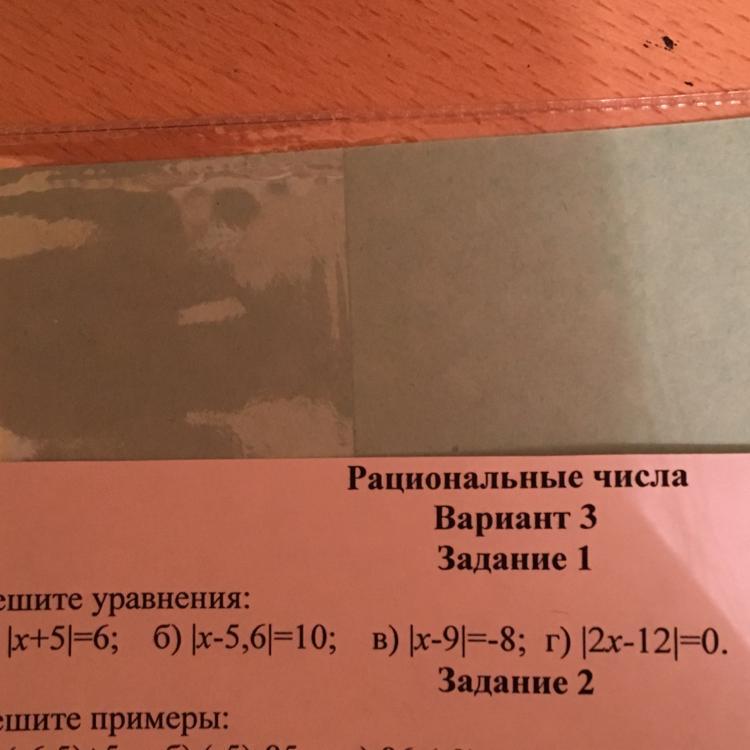 Рациональные числа
Вариант 3
Задание 1
ешите уравнения:
|x+5|=6; б) |x-5,6|=10; в) |x-9|=-8; г) |2x-12|=0.
Задание 2
ешите примеры: